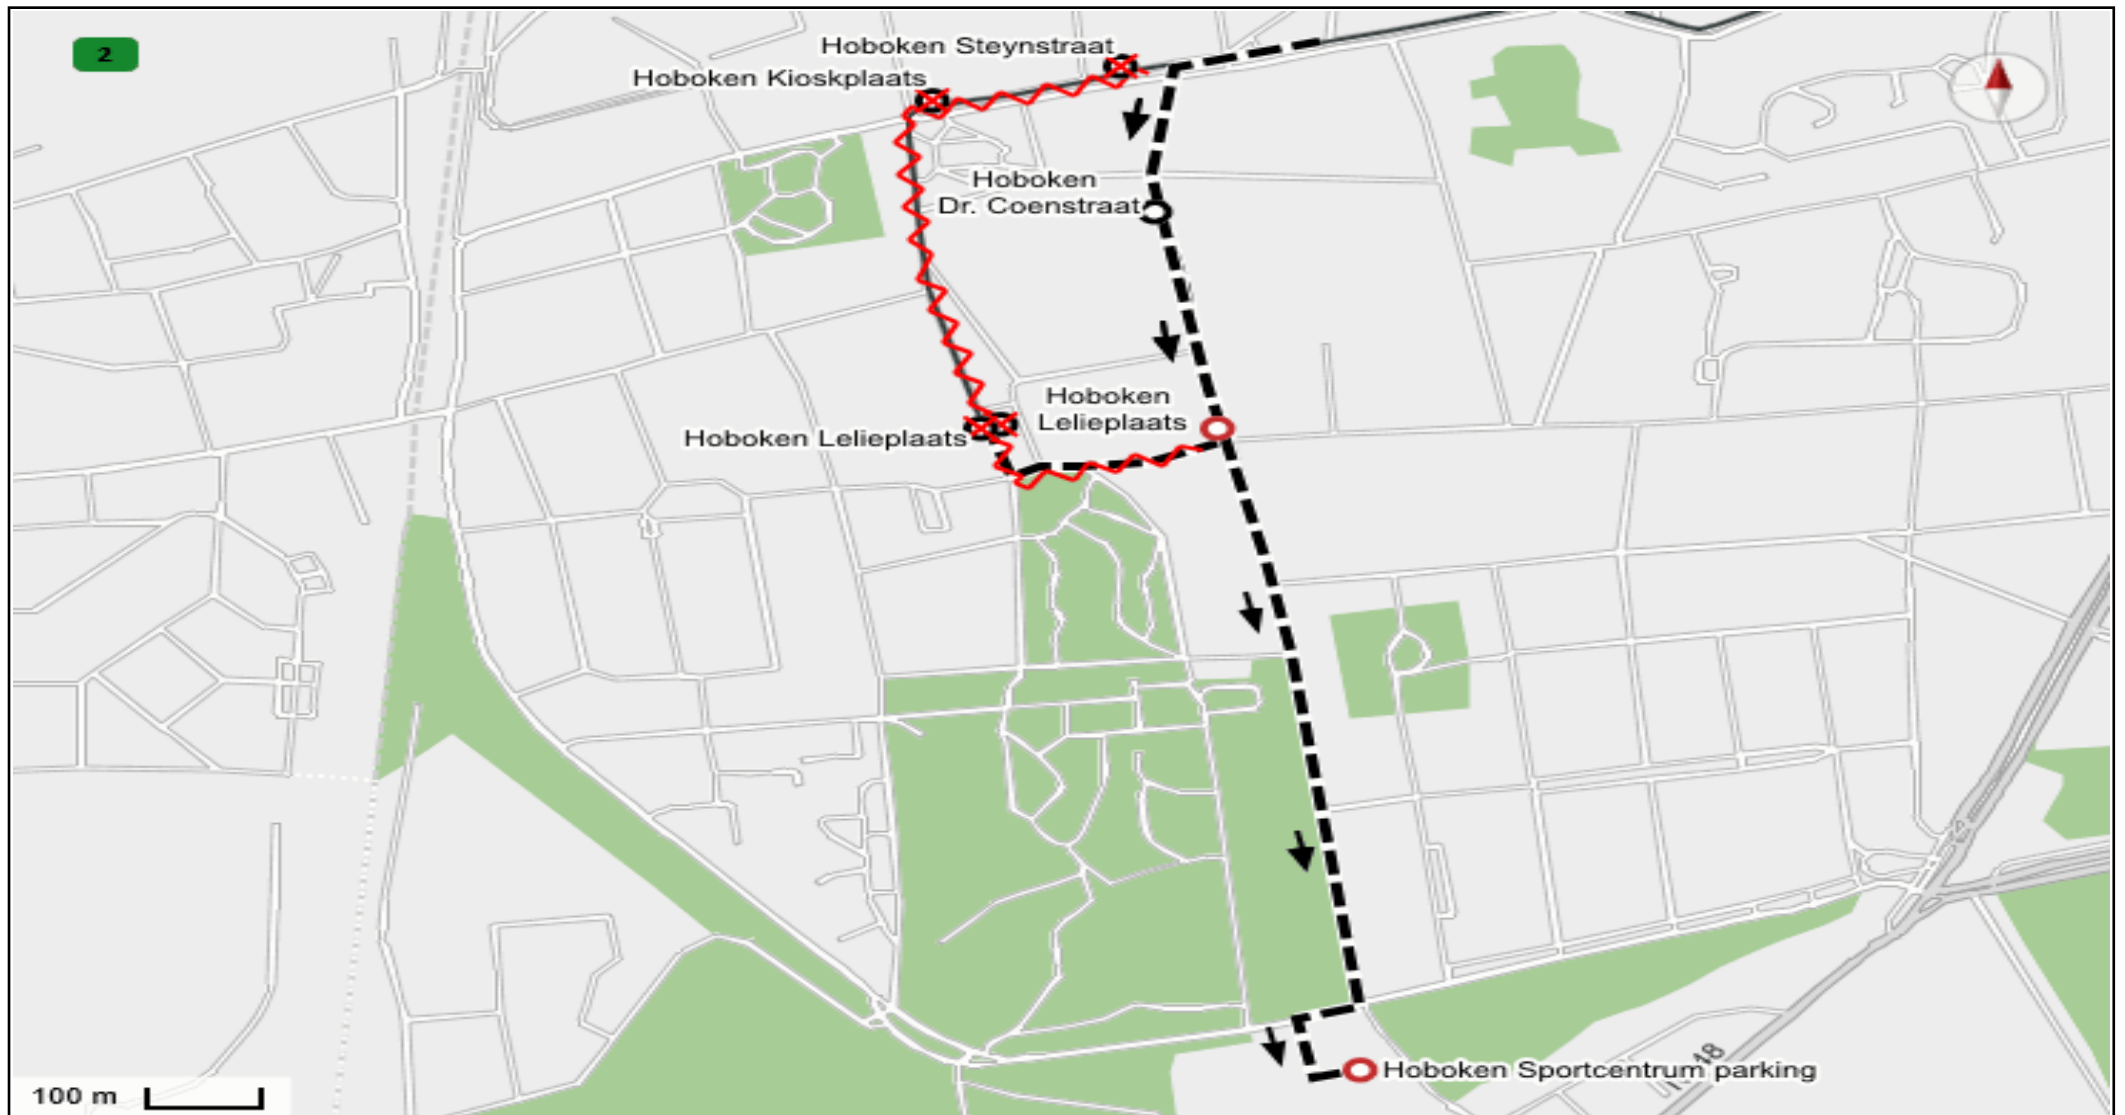 2
Hoboken Steynstraat
Hoboken Kioskplaats
Hoboken
Dr. Coenstraat
Hoboken
Lelieplaats
Hoboken Lelieplaats
Hoboken Sportcentrum parking
100 m